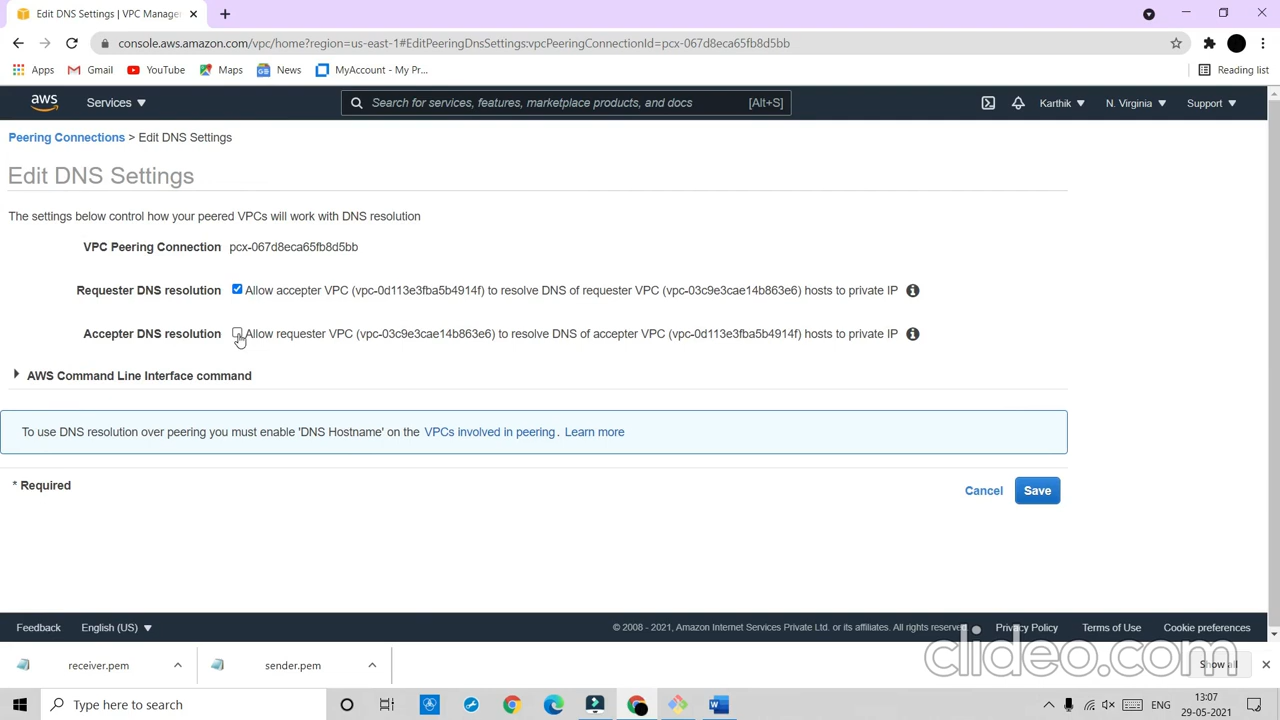 Edit DNS Settings | VPC Manage
console.aws.amazon.com/vpc/home?region=us-east-1#EditPeeringDnsSettings:vpcPeeringConnectionId=pcx-067d8eca65fb8d5bb
Apps Gmail YouTube Maps News MyAccount - My Pr... Reading list
aws Services Search for services, features, marketplace products, and docs [Alt+S] Karthik N. Virginia Support
Peering Connections > Edit DNS Settings
Edit DNS Settings
The settings below control how your peered VPCs will work with DNS resolution
VPC Peering Connection pcx-067d8eca65fb8d5bb
Requester DNS resolution Allow accepter VPC (vpc-0d113e3fba5b4914f) to resolve DNS of requester VPC (vpc-03c9e3cae14b863e6) hosts to private IP
Accepter DNS resolution Allow requester VPC (vpc-03c9e3cae14b863e6) to resolve DNS of accepter VPC (vpc-0d113e3fba5b4914f) hosts to private IP
AWS Command Line Interface command
To use DNS resolution over peering you must enable 'DNS Hostname' on the VPCs involved in peering. Learn more
* Required
Cancel Save
Feedback English (US) © 2008 - 2021, Amazon Internet Services Private Ltd. or its affiliates. All rights reserved. Privacy Policy Terms of Use Cookie preferences
receiver.pem sender.pem Show all
clideo.com
Type here to search ENG 13:07
29-05-2021